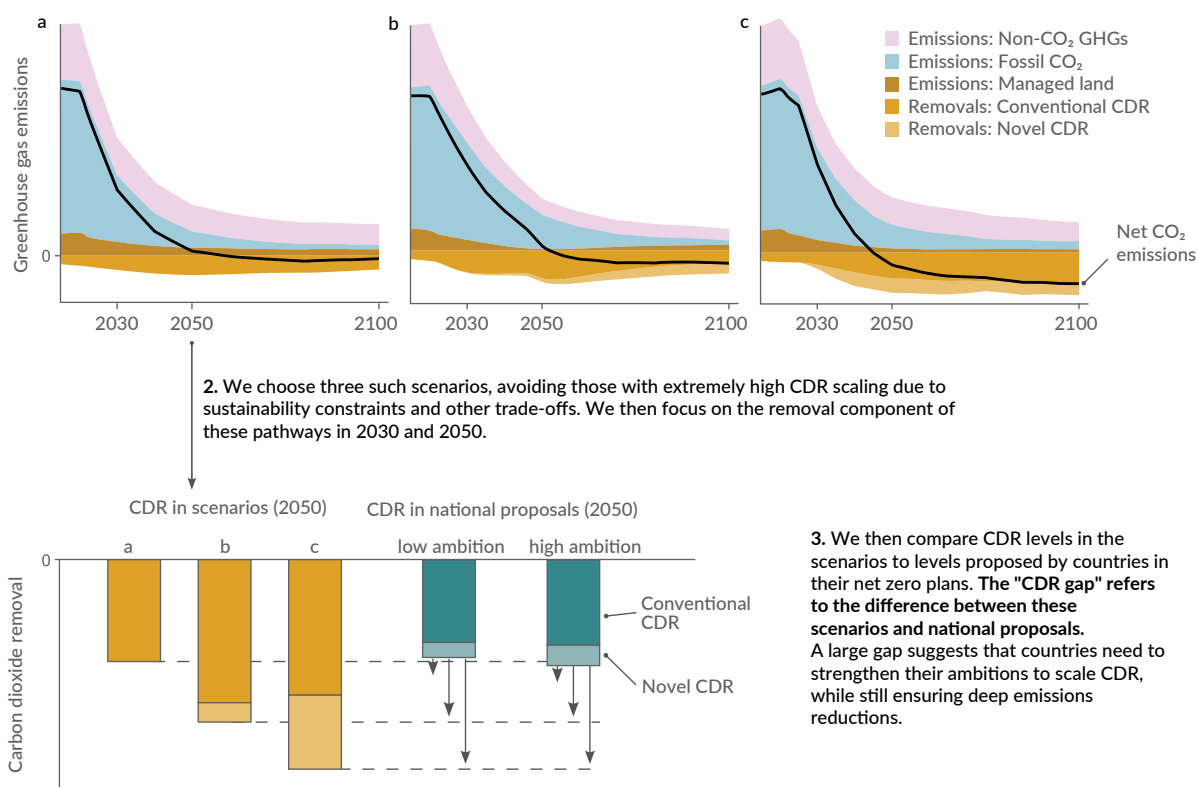 a
b
c
Emissions: Non-CO₂ GHGs
Emissions: Fossil CO₂
Emissions: Managed land
Removals: Conventional CDR
Removals: Novel CDR
Greenhouse gas emissions
0
Net CO₂
emissions
2030 2050 2100
2030 2050 2100
2030 2050 2100
2. We choose three such scenarios, avoiding those with extremely high CDR scaling due to
sustainability constraints and other trade-offs. We then focus on the removal component of
these pathways in 2030 and 2050.
CDR in scenarios (2050)
CDR in national proposals (2050)
a b c
low ambition high ambition
0
Carbon dioxide removal
Conventional
CDR
Novel CDR
3. We then compare CDR levels in the
scenarios to levels proposed by countries in
their net zero plans. The "CDR gap" refers
to the difference between these
scenarios and national proposals.
A large gap suggests that countries need to
strengthen their ambitions to scale CDR,
while still ensuring deep emissions
reductions.